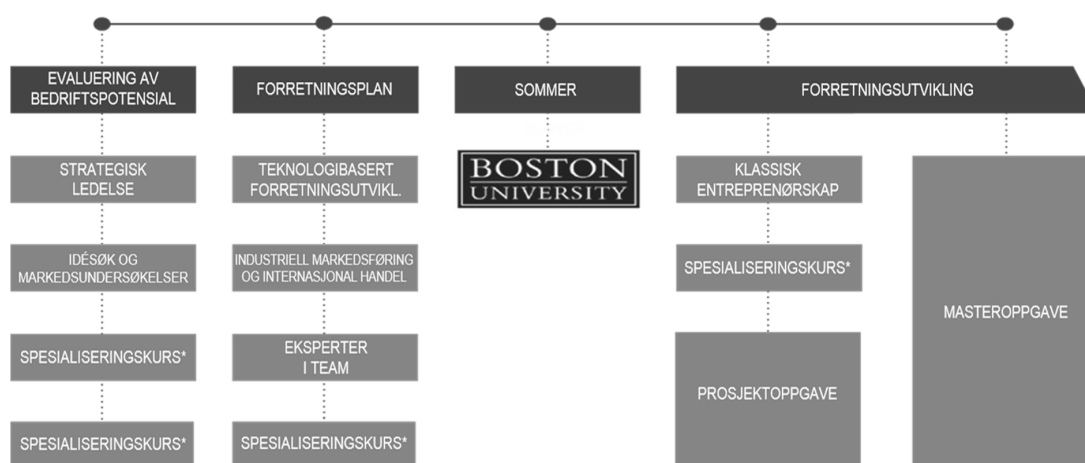 EVALUERING AV
BEDRIFTSPOTENSIAL
STRATEGISK
LEDELSE
IDÉSØK OG
MARKEDSUNDERSØKELSER
SPESIALISERINGSKURS*
SPESIALISERINGSKURS*
FORRETNINGSPLAN
TEKNOLOGIBASERT
FORRETNINGSUTVIKL.
INDUSTRIELL MARKEDSFØRING
OG INTERNASJONAL HANDEL
EKSPERTER
I TEAM
SPESIALISERINGSKURS*
SOMMER
BOSTON
UNIVERSITY
FORRETNINGSUTVIKLING
KLASSISK
ENTREPRENØRSKAP
SPESIALISERINGSKURS*
PROSJEKTOPPGAVE
MASTEROPPGAVE